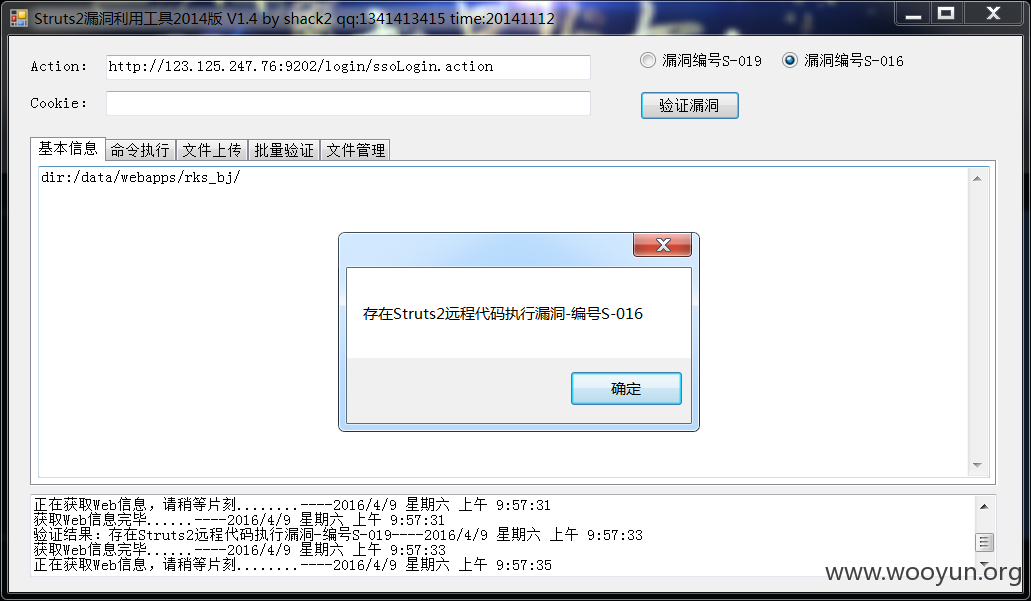 Struts2漏洞利用工具2014版 V1.4 by shack2 qq:1341413415 time:20141112
Action: http://123.125.247.76:9202/login/ssoLogin.action
漏洞编号S-019 漏洞编号S-016
Cookie:
验证漏洞
基本信息 命令执行 文件上传 批量验证 文件管理
dir:/data/webapps/rks_bj/
存在Struts2远程代码执行漏洞-编号S-016
确定
正在获取Web信息，请稍等片刻........----2016/4/9 星期六 上午 9:57:31
获取Web信息完毕......----2016/4/9 星期六 上午 9:57:31
验证结果：存在Struts2远程代码执行漏洞-编号S-019----2016/4/9 星期六 上午 9:57:33
获取Web信息完毕......----2016/4/9 星期六 上午 9:57:33
正在获取Web信息，请稍等片刻........----2016/4/9 星期六 上午 9:57:35
www.wooyun.org